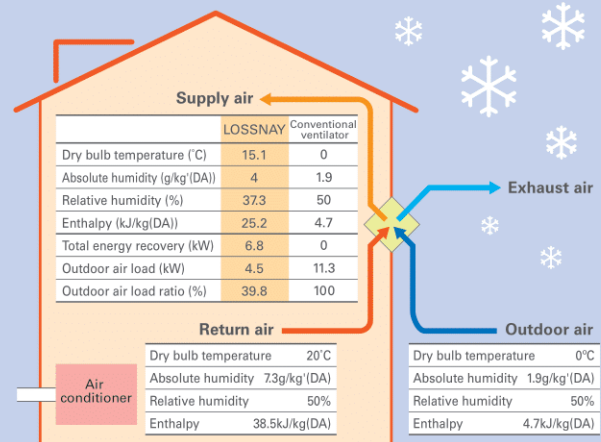 Supply air
LOSSNAY Conventional ventilator
Dry bulb temperature (°C) 15.1 0
Absolute humidity (g/kg'(DA)) 4 1.9
Relative humidity (%) 37.3 50
Enthalpy (kJ/kg(DA)) 25.2 4.7
Total energy recovery (kW) 6.8 0
Outdoor air load (kW) 4.5 11.3
Outdoor air load ratio (%) 39.8 100
Exhaust air
Return air
Dry bulb temperature 20°C
Absolute humidity 7.3g/kg'(DA)
Relative humidity 50%
Enthalpy 38.5kJ/kg(DA)
Outdoor air
Dry bulb temperature 0°C
Absolute humidity 1.9g/kg'(DA)
Relative humidity 50%
Enthalpy 4.7kJ/kg(DA)
Air
conditioner